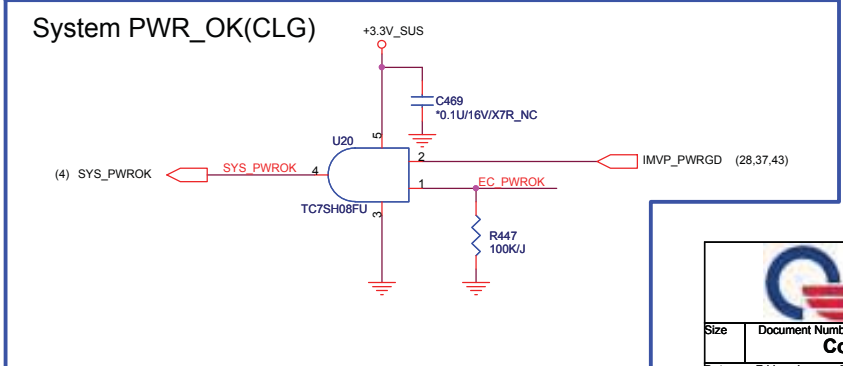 System PWR_OK(CLG)
+3.3V_SUS
C469
*0.1U/16V/X7R_NC
U20
5
2
IMVP_PWRGD (28,37,43)
(4) SYS_PWROK
SYS_PWROK
4
1
EC_PWROK
TC7SH08FU
3
R447
100K/J
Size
Document Numb
Co